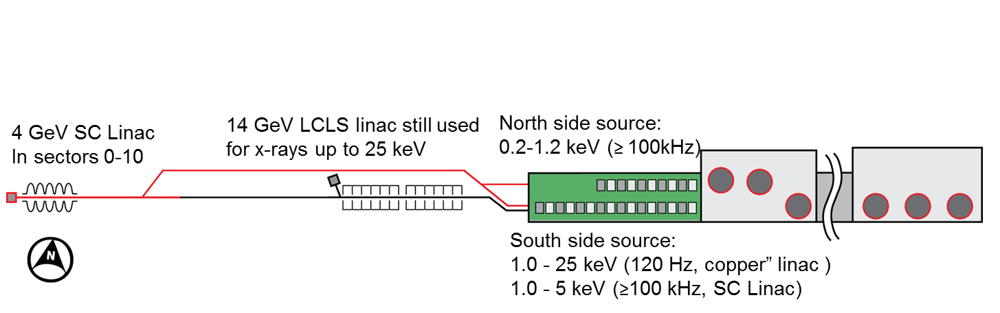 4 GeV SC Linac
In sectors 0-10
14 GeV LCLS linac still used
for x-rays up to 25 keV
North side source:
0.2-1.2 keV (≥ 100kHz)
N
South side source:
1.0 - 25 keV (120 Hz, copper” linac )
1.0 - 5 keV (≥100 kHz, SC Linac)